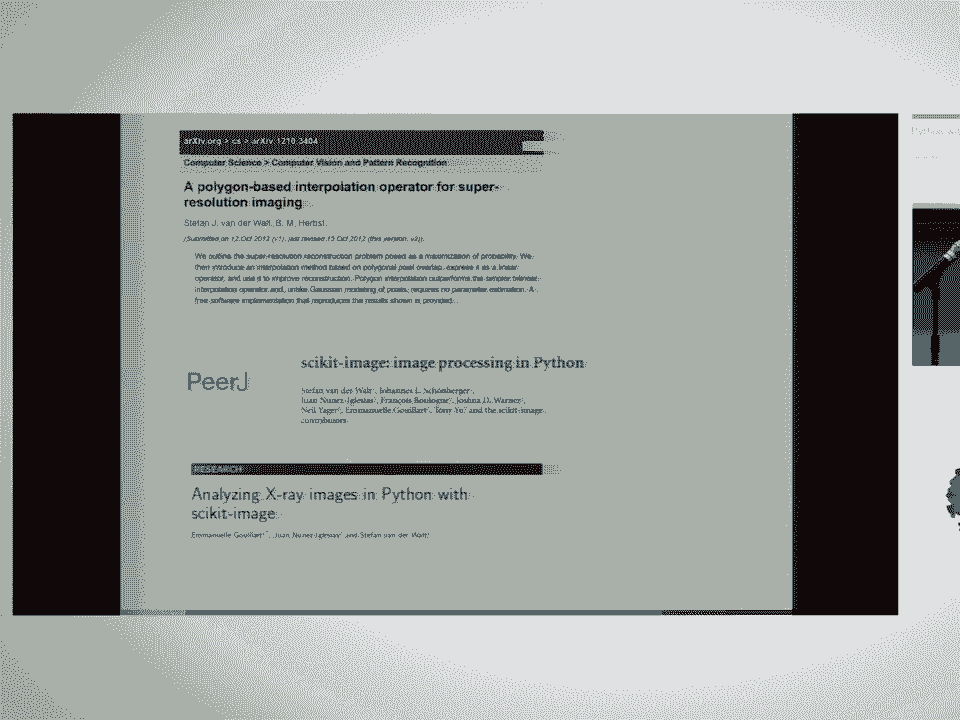 arXiv.org > cs > arXiv:1210.3404
Computer Science > Computer Vision and Pattern Recognition
A polygon-based interpolation operator for super-
resolution imaging
Stefan J. van der Walt, B. M. Herbst
(Submitted on 12 Oct 2012 (v1), last revised 15 Oct 2012 (this version, v2))
We outline the super-resolution reconstruction problem posed as a maximization of probability. We
then introduce an interpolation method based on polygonal pixel overlap, express it as a linear
operator, and use it to improve reconstruction. Polygon interpolation outperforms the simpler bilinear
interpolation operator and, unlike Gaussian modeling of pixels, requires no parameter estimation. A
free software implementation that reproduces the results shown is provided.
scikit-image: image processing in Python
PeerJ
Stefan van der Walt, Johannes L. Schönberger,
Juan Nunez-Iglesias, François Boulogne, Joshua D. Warner,
Neil Yager, Emmanuelle Gouillart, Tony Yu and the scikit-image
contributors
RESEARCH
Analyzing X-ray images in Python with
scikit-image
Emmanuelle Gouillart, Juan Nunez-Iglesias and Stefan van der Walt